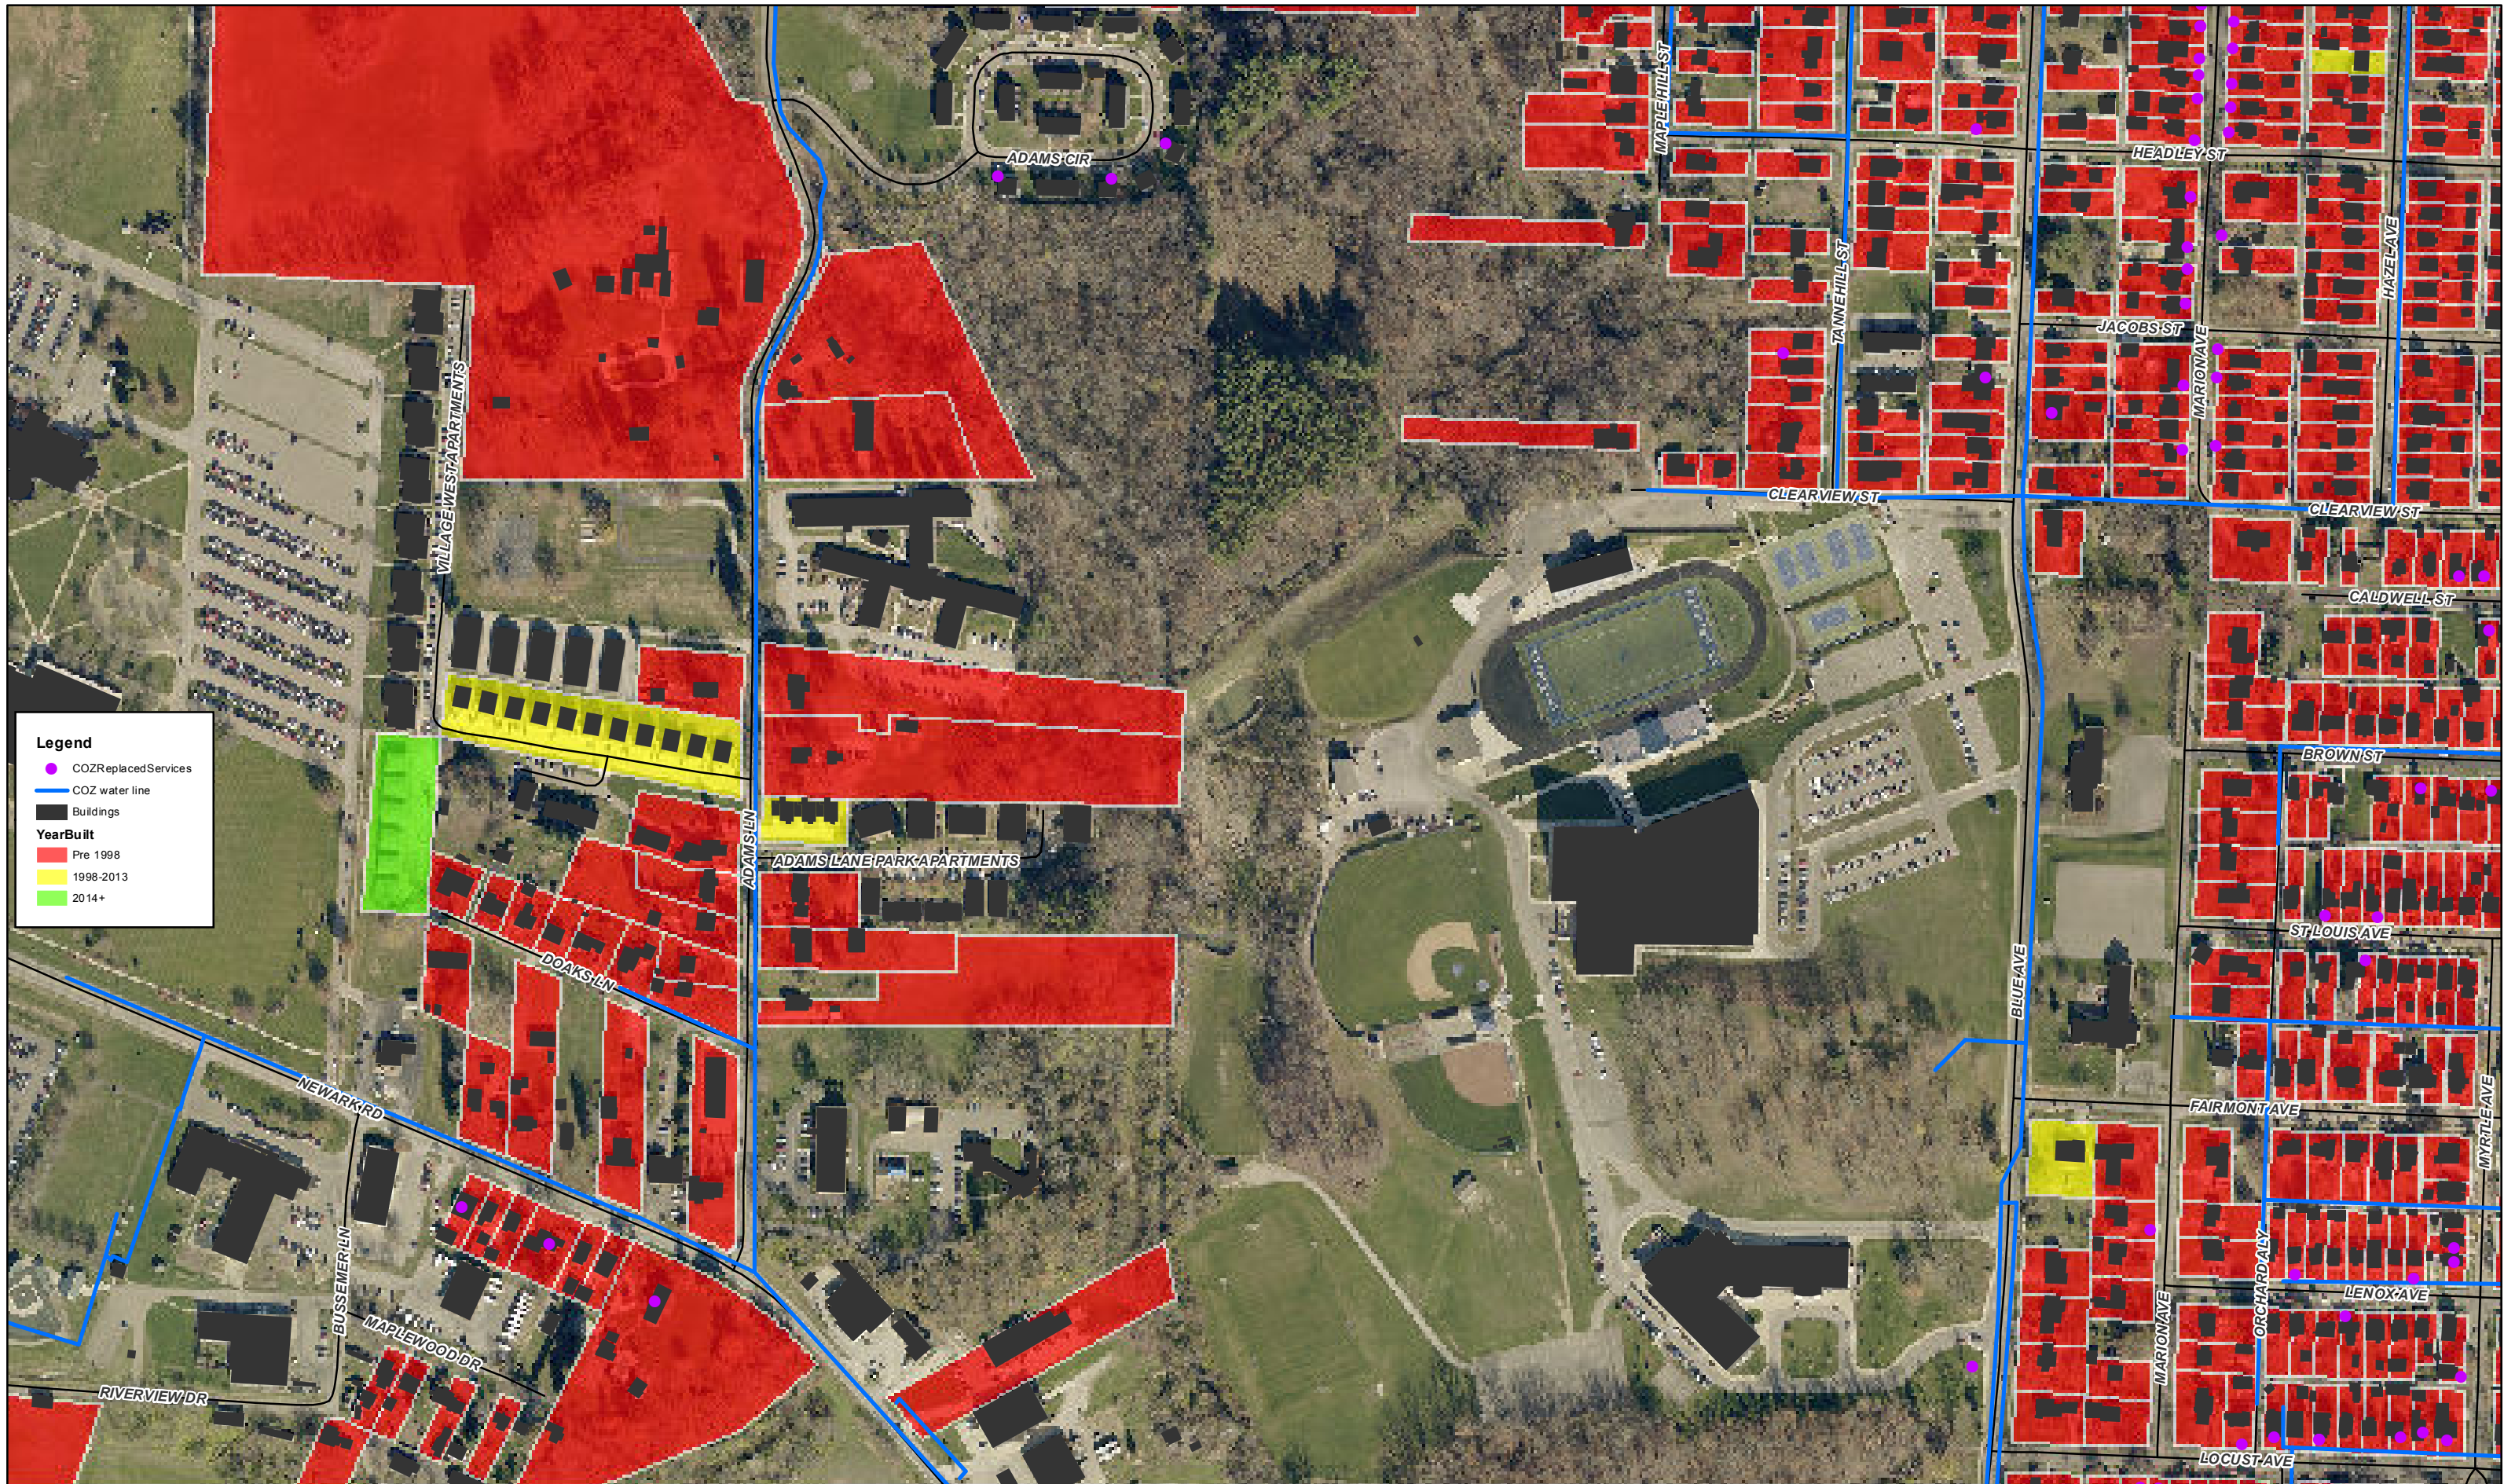 MAPLEHILL ST
ADAMS CIR
HEADLEY ST
TANNEHILL ST
HAZEL AVE
JACOBS ST
MARION AVE
VILLAGE WEST APARTMENTS
CLEARVIEW ST
CLEARVIEW ST
CALDWELL ST
BROWN ST
Legend
COZReplacedServices
COZ water line
Buildings
YearBuilt
Pre 1998
1998-2013
2014+
ADAMS LN
ADAMS LANE PARK APARTMENTS
ST LOUIS AVE
DOAKS LN
BLUE AVE
NEWARK RD
FAIRMONT AVE
MYRTLE AVE
BUSSEMER LN
ORCHARD ALY
LENOX AVE
MARION AVE
MAPLEWOOD DR
RIVERVIEW DR
LOCUST AVE